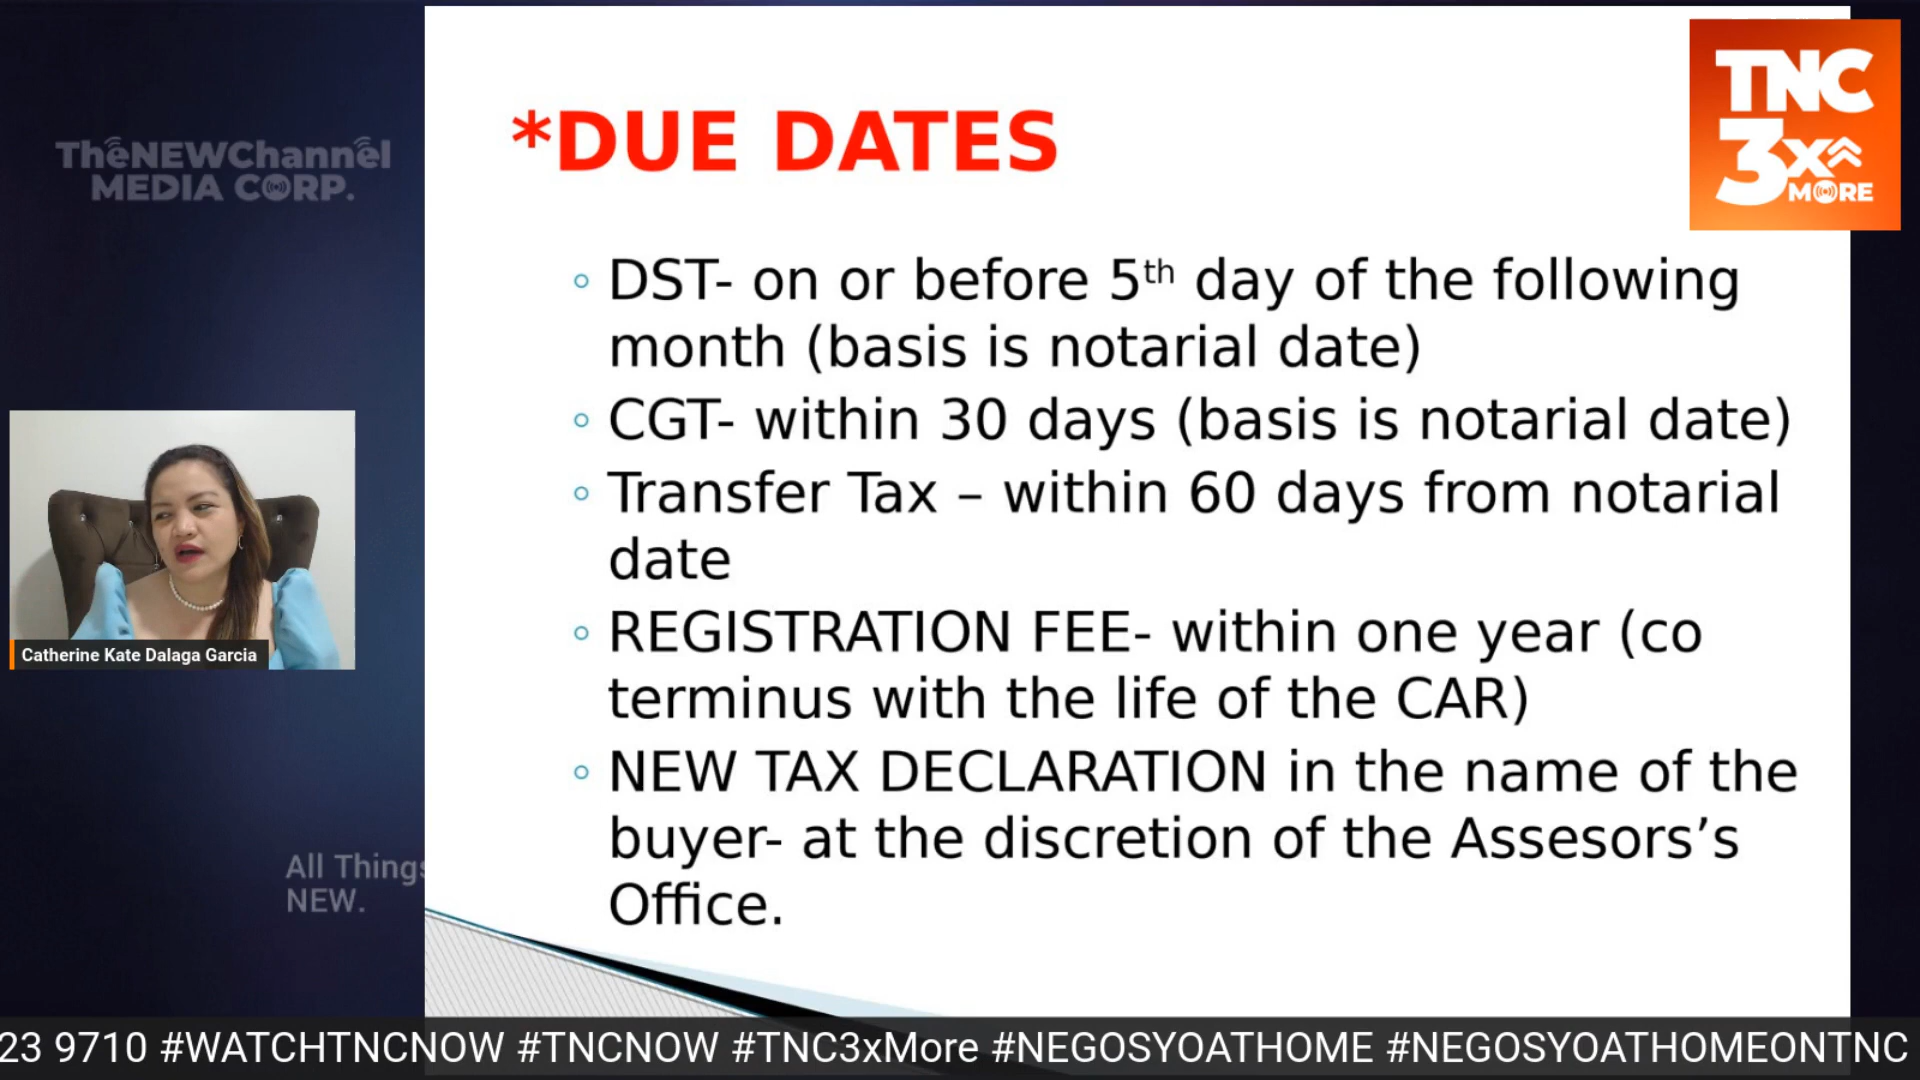 TheNEWChannel
MEDIA CORP.
TNC
3x
MORE
*DUE DATES
◦ DST- on or before 5th day of the following
month (basis is notarial date)
◦ CGT- within 30 days (basis is notarial date)
◦ Transfer Tax – within 60 days from notarial
date
◦ REGISTRATION FEE- within one year (co
terminus with the life of the CAR)
◦ NEW TAX DECLARATION in the name of the
buyer- at the discretion of the Assesors’s
Office.
Catherine Kate Dalaga Garcia
All Things
NEW.
23 9710 #WATCHTNCNOW #TNCNOW #TNC3xMore #NEGOSYOATHOME #NEGOSYOATHOMEONTNC